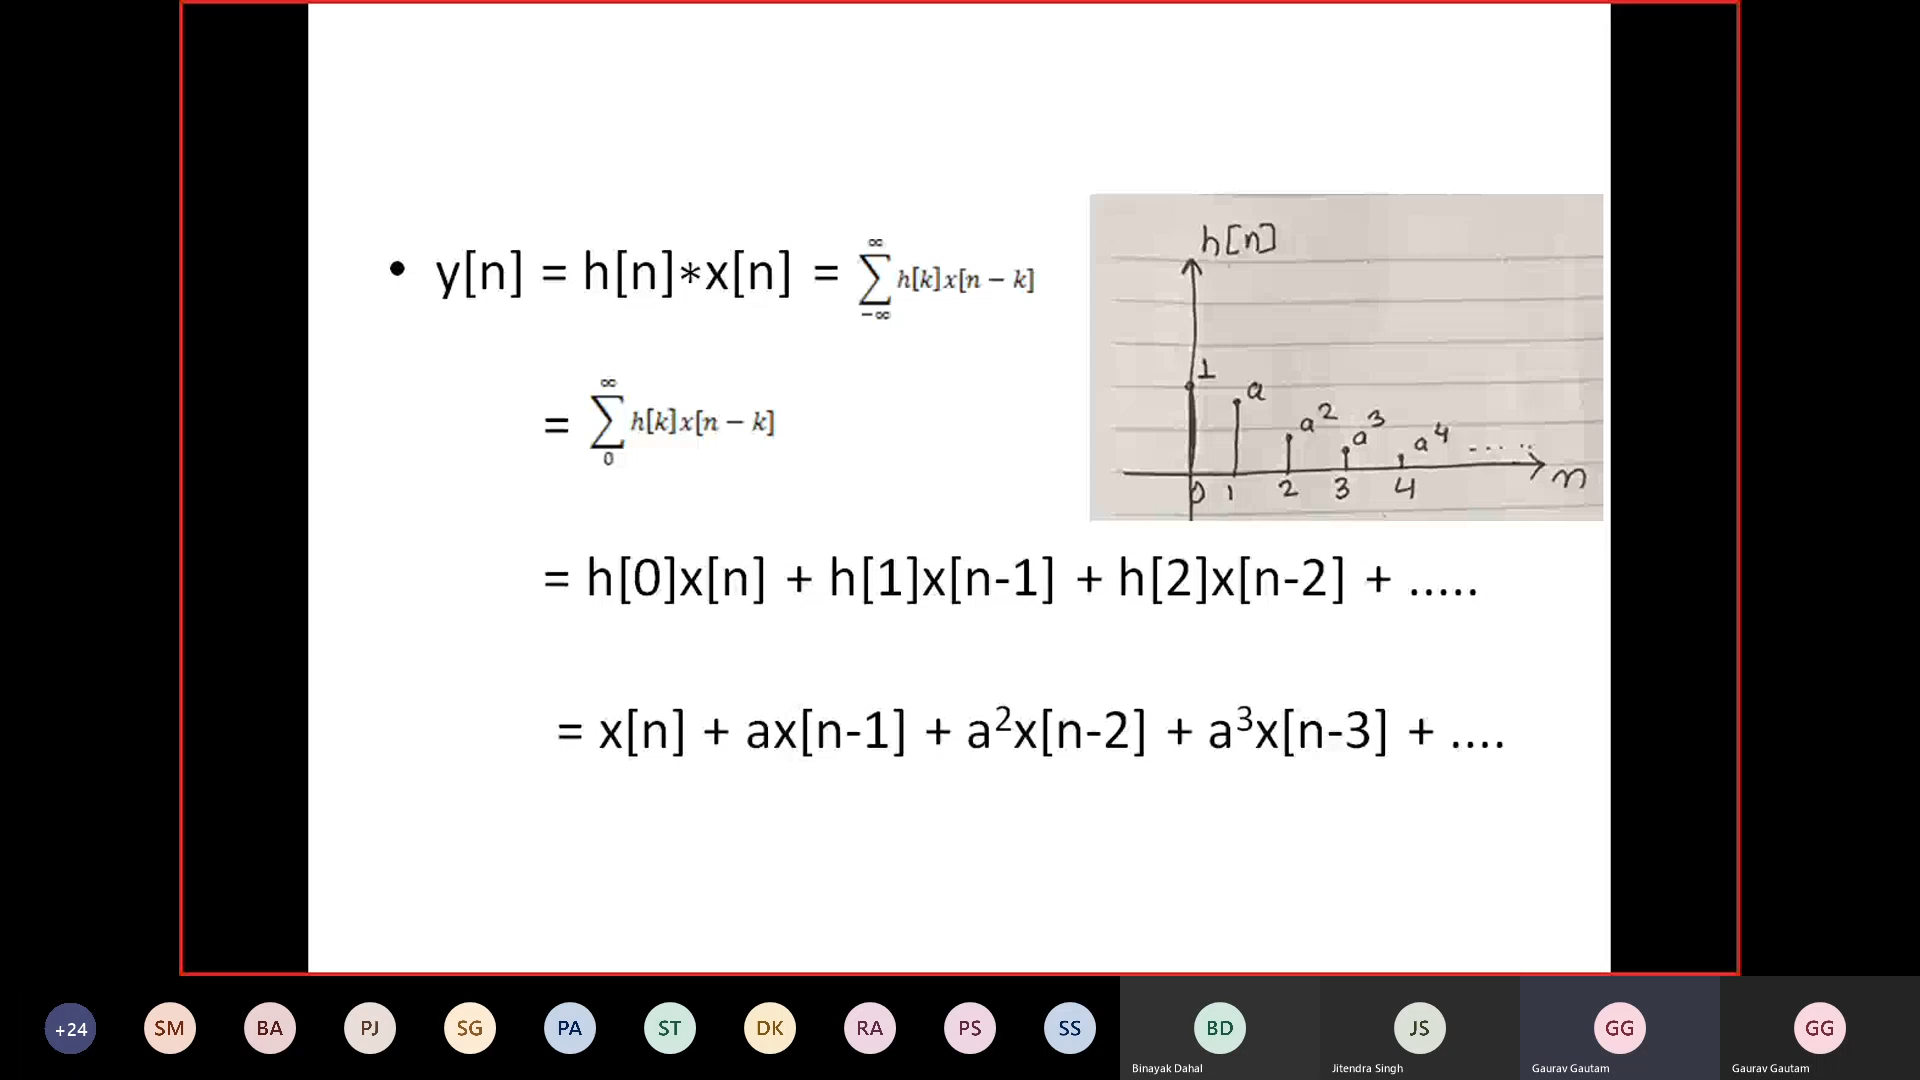 • y[n] = h[n]∗x[n] = ∑_{-∞}^{∞} h[k]x[n − k]
= ∑_{0}^{∞} h[k]x[n − k]
= h[0]x[n] + h[1]x[n-1] + h[2]x[n-2] + .....
= x[n] + ax[n-1] + a²x[n-2] + a³x[n-3] + ....
h[n]
1
a
a² a³ a⁴ .....
0 1 2 3 4 n
+24 SM BA PJ SG PA ST DK RA PS SS BD JS GG GG
Binayak Dahal Jitendra Singh Gaurav Gautam Gaurav Gautam